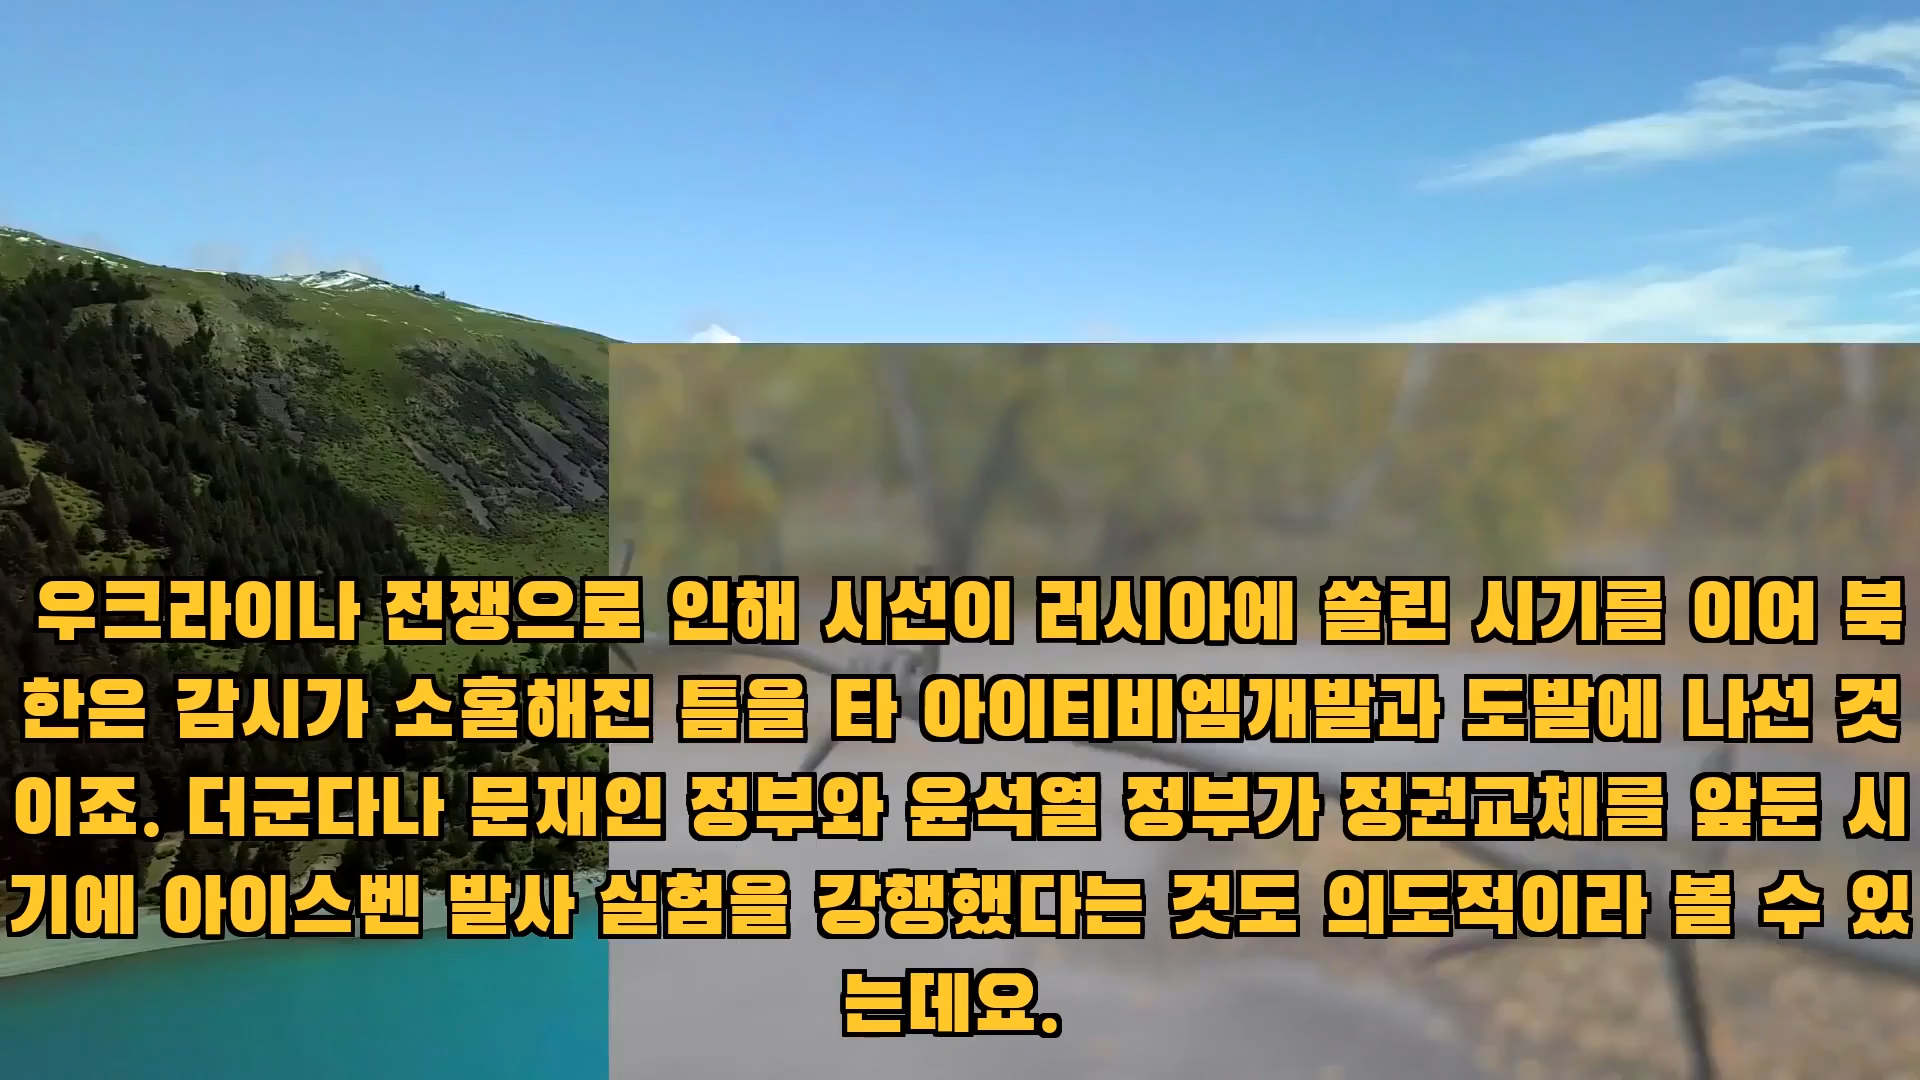 우크라이나 전쟁으로 인해 시선이 러시아에 쏠린 시기를 이어 북
한은 감시가 소홀해진 틈을 타 아이티비엠개발과 도발에 나선 것
이죠. 더군다나 문재인 정부와 윤석열 정부가 정권교체를 앞둔 시
기에 아이스벤 발사 실험을 강행했다는 것도 의도적이라 볼 수 있
는데요.